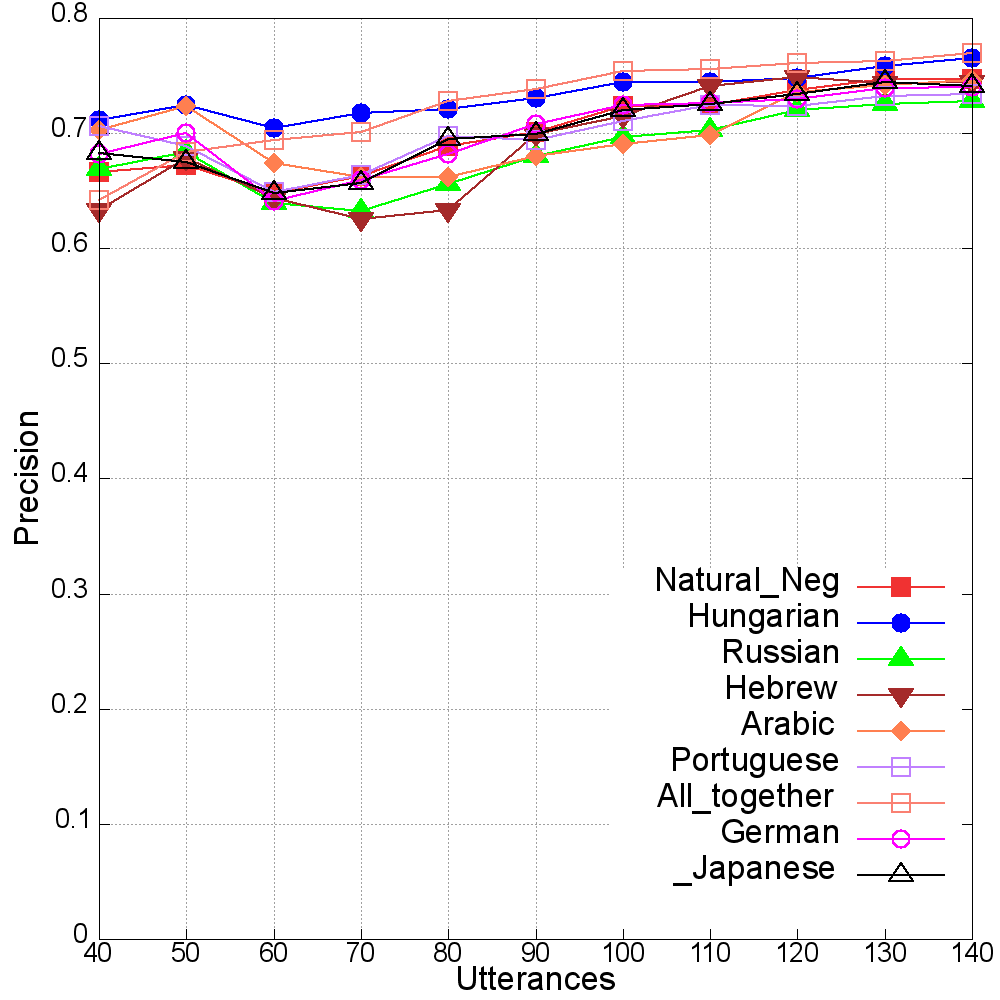 0.8
0.7
0.6
0.5
0.4
0.3
0.2
0.1
0
Precision
Natural_Neg
Hungarian
Russian
Hebrew
Arabic
Portuguese
All_together
German
_Japanese
40 50 60 70 80 90 100 110 120 130 140
Utterances